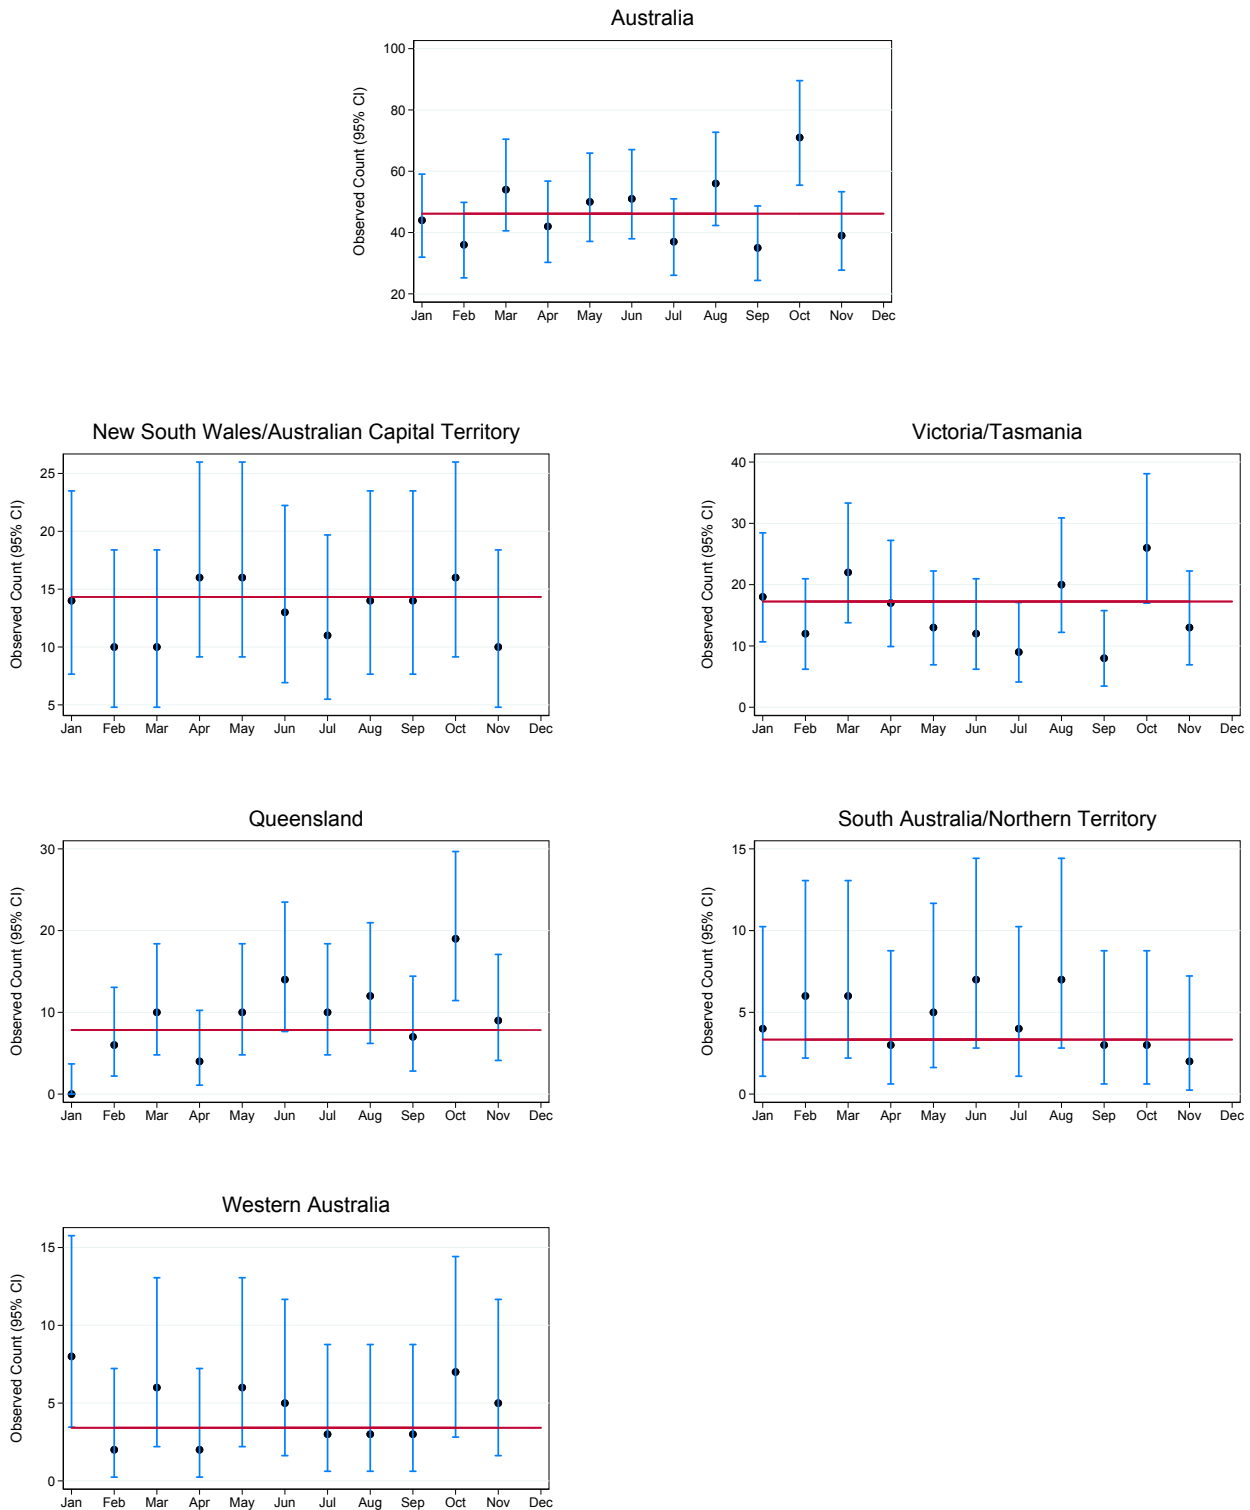 Australia
Observed Count (95% CI)
100
80
60
40
20
Jan Feb Mar Apr May Jun Jul Aug Sep Oct Nov Dec
New South Wales/Australian Capital Territory
Observed Count (95% CI)
25
20
15
10
5
Jan Feb Mar Apr May Jun Jul Aug Sep Oct Nov Dec
Victoria/Tasmania
Observed Count (95% CI)
40
30
20
10
0
Jan Feb Mar Apr May Jun Jul Aug Sep Oct Nov Dec
Queensland
Observed Count (95% CI)
30
20
10
0
Jan Feb Mar Apr May Jun Jul Aug Sep Oct Nov Dec
South Australia/Northern Territory
Observed Count (95% CI)
15
10
5
0
Jan Feb Mar Apr May Jun Jul Aug Sep Oct Nov Dec
Western Australia
Observed Count (95% CI)
15
10
5
0
Jan Feb Mar Apr May Jun Jul Aug Sep Oct Nov Dec